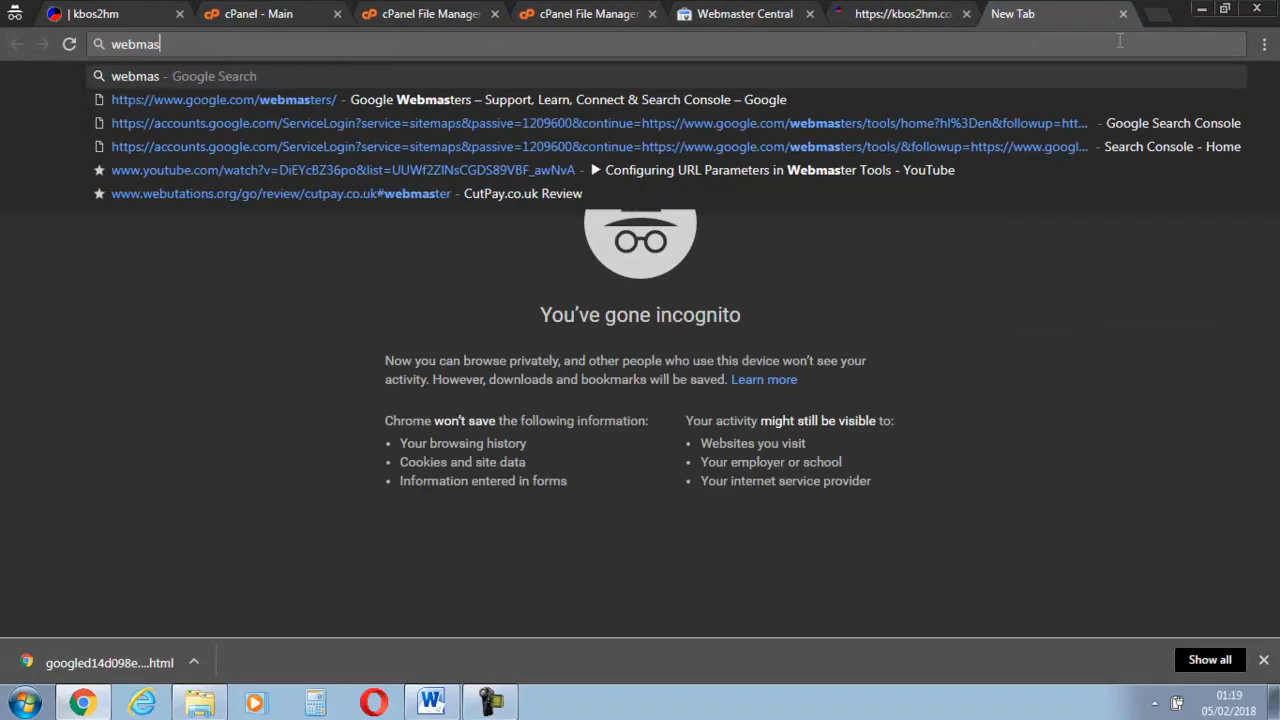 | kbos2hm
cPanel - Main
cPanel File Manage
cPanel File Manage
Webmaster Central
https://kbos2hm.co
New Tab
webmas
webmas - Google Search
https://www.google.com/webmasters/ - Google Webmasters – Support, Learn, Connect & Search Console – Google
https://accounts.google.com/ServiceLogin?service=sitemaps&passive=1209600&continue=https://www.google.com/webmasters/tools/home?hl%3Den&followup=htt... - Google Search Console
https://accounts.google.com/ServiceLogin?service=sitemaps&passive=1209600&continue=https://www.google.com/webmasters/tools/&followup=https://www.googl... - Search Console - Home
www.youtube.com/watch?v=DiEYcBZ36po&list=UUWf2ZlNsCGDS89VBF_awNvA - ▶ Configuring URL Parameters in Webmaster Tools - YouTube
www.webutations.org/go/review/cutpay.co.uk#webmaster - CutPay.co.uk Review
You've gone incognito
Now you can browse privately, and other people who use this device won't see your
activity. However, downloads and bookmarks will be saved. Learn more
Chrome won't save the following information:
• Your browsing history
• Cookies and site data
• Information entered in forms
Your activity might still be visible to:
• Websites you visit
• Your employer or school
• Your internet service provider
googled14d098e....html
Show all
01:19
05/02/2018